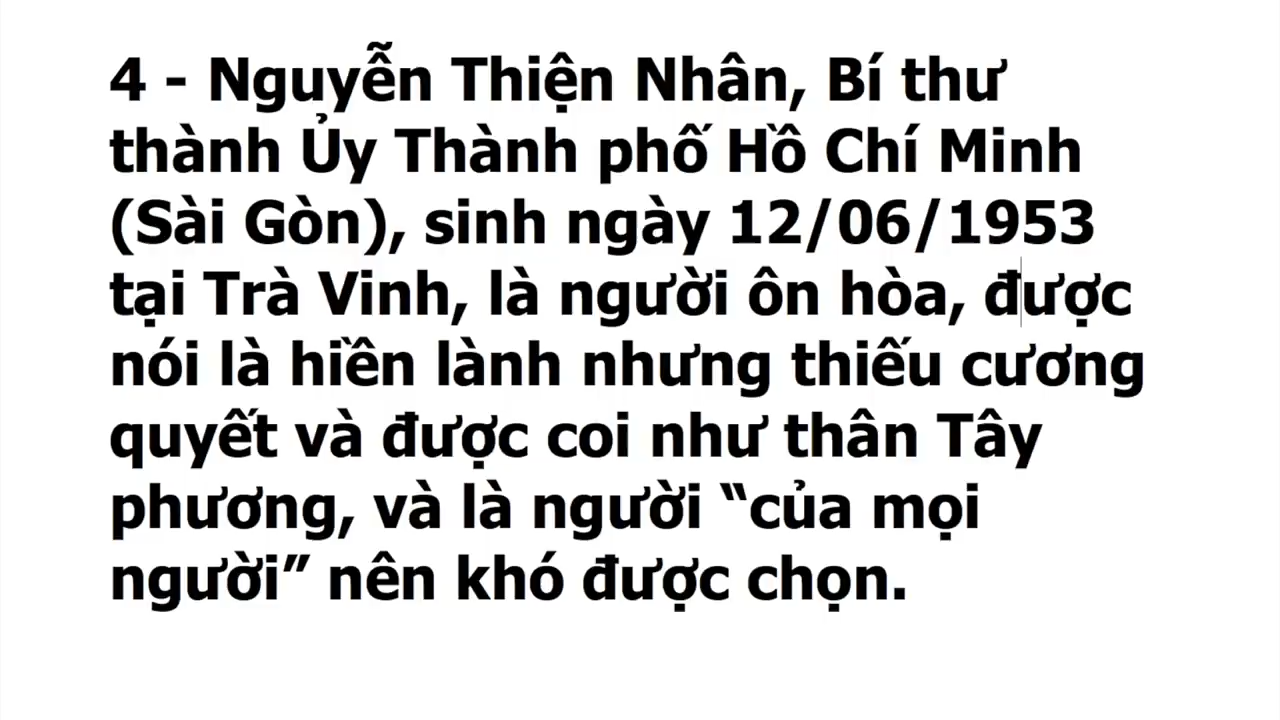 4 - Nguyễn Thiện Nhân, Bí thư
thành Ủy Thành phố Hồ Chí Minh
(Sài Gòn), sinh ngày 12/06/1953
tại Trà Vinh, là người ôn hòa, được
nói là hiền lành nhưng thiếu cương
quyết và được coi như thân Tây
phương, và là người “của mọi
người” nên khó được chọn.